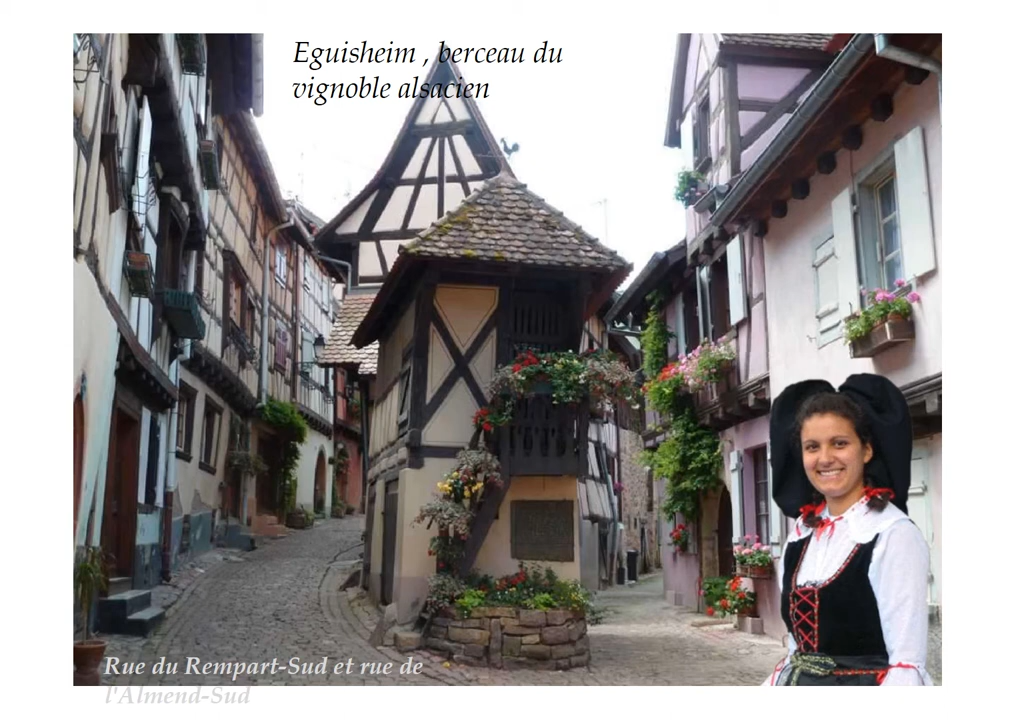 Eguisheim , berceau du
vignoble alsacien
Rue du Rempart-Sud et rue de
l'Almend-Sud